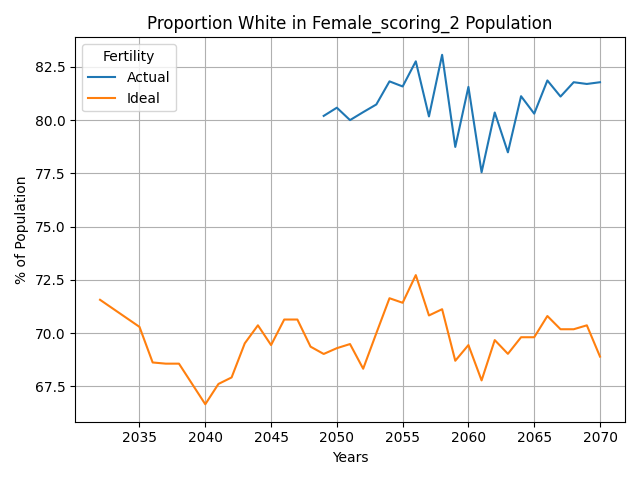 Proportion White in Female_scoring_2 Population
Fertility
Actual
Ideal
% of Population
82.5
80.0
77.5
75.0
72.5
70.0
67.5
2035 2040 2045 2050 2055 2060 2065 2070
Years